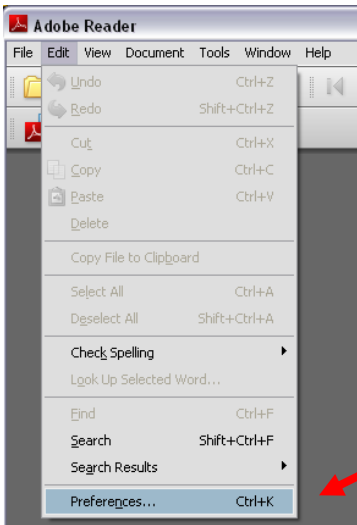 Adobe Reader
File Edit View Document Tools Window Help
Undo Ctrl+Z
Redo Shift+Ctrl+Z
Cut Ctrl+X
Copy Ctrl+C
Paste Ctrl+V
Delete
Copy File to Clipboard
Select All Ctrl+A
Deselect All Shift+Ctrl+A
Check Spelling
Look Up Selected Word...
Find Ctrl+F
Search Shift+Ctrl+F
Search Results
Preferences... Ctrl+K